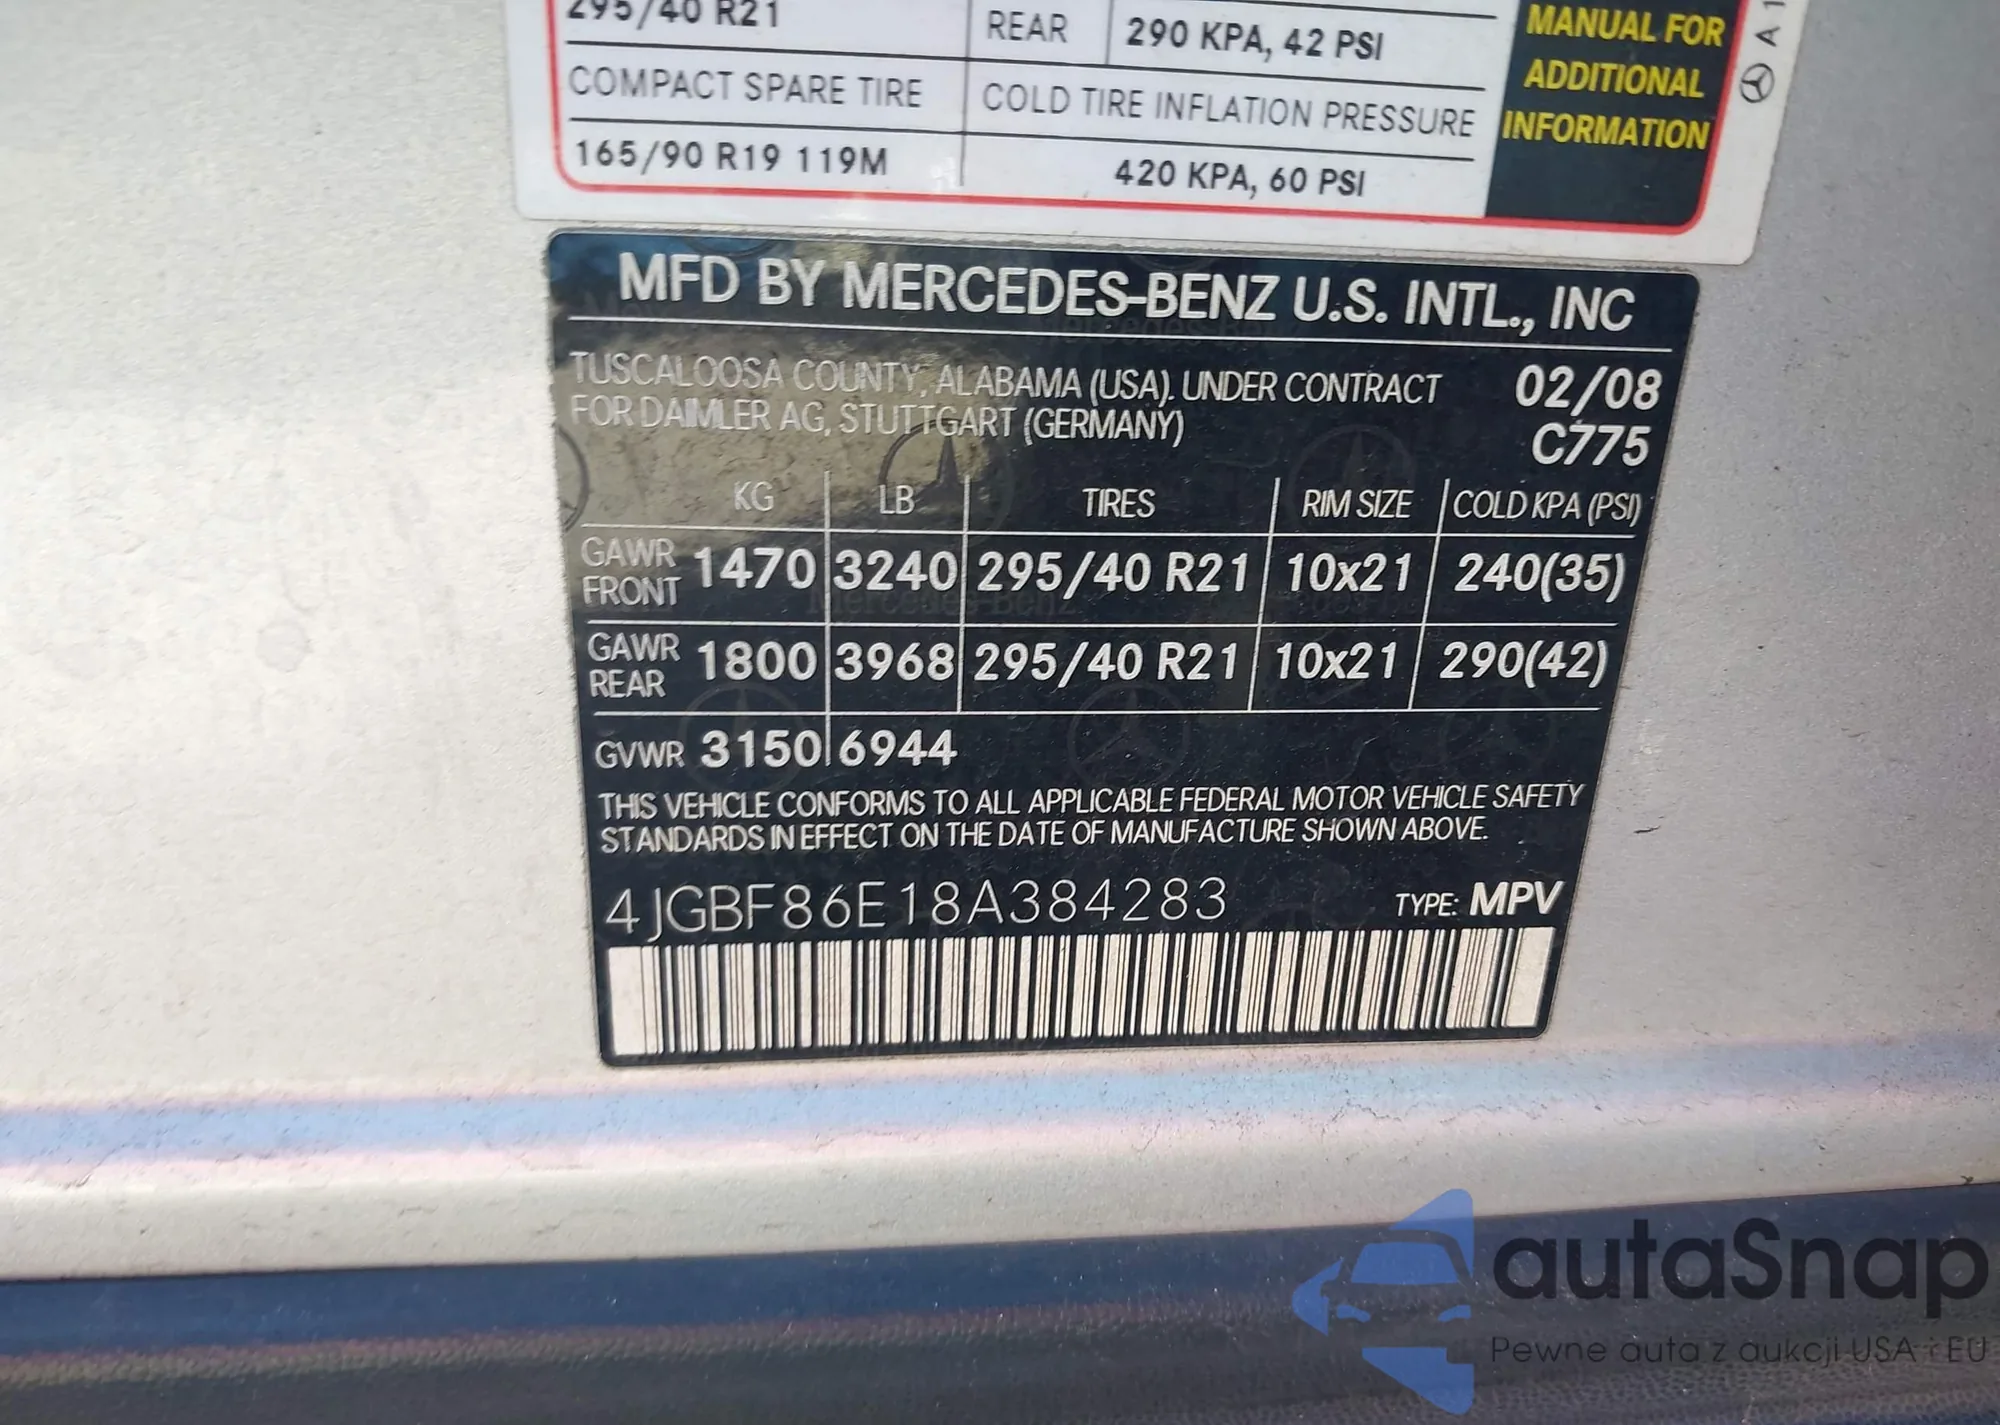 295/40 R21
REAR 290 KPA, 42 PSI
COMPACT SPARE TIRE COLD TIRE INFLATION PRESSURE
165/90 R19 119M 420 KPA, 60 PSI
MANUAL FOR
ADDITIONAL
INFORMATION
A 1
MFD BY MERCEDES-BENZ U.S. INTL., INC
TUSCALOOSA COUNTY, ALABAMA (USA). UNDER CONTRACT 02/08
FOR DAIMLER AG, STUTTGART (GERMANY) C775
KG LB TIRES RIM SIZE COLD KPA (PSI)
GAWR FRONT 1470 3240 295/40 R21 10x21 240(35)
GAWR REAR 1800 3968 295/40 R21 10x21 290(42)
GVWR 3150 6944
THIS VEHICLE CONFORMS TO ALL APPLICABLE FEDERAL MOTOR VEHICLE SAFETY
STANDARDS IN EFFECT ON THE DATE OF MANUFACTURE SHOWN ABOVE.
4JGBF86E18A384283 TYPE: MPV
autaSnap
Pewne auta z aukcji USA i EU